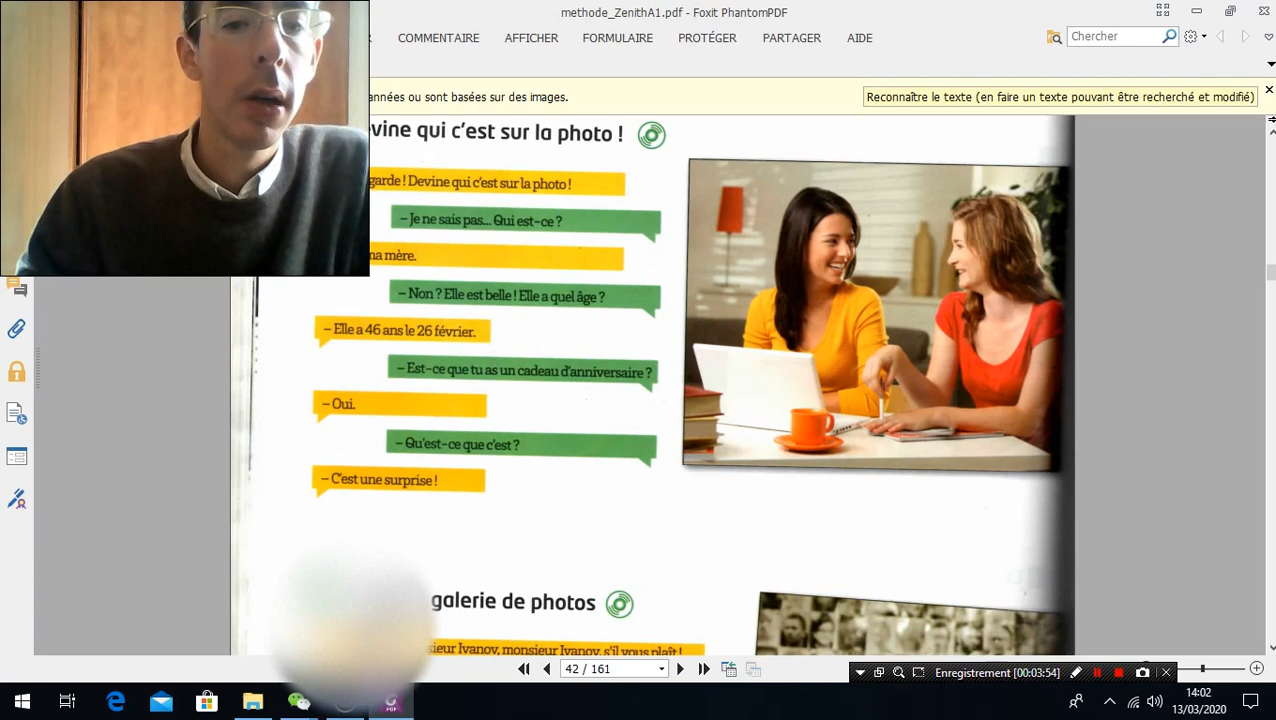 methode_ZenithA1.pdf - Foxit PhantomPDF
COMMENTAIRE AFFICHER FORMULAIRE PROTÉGER PARTAGER AIDE
Chercher
années ou sont basées sur des images.
Reconnaître le texte (en faire un texte pouvant être recherché et modifié)
evine qui c'est sur la photo !
garde ! Devine qui c'est sur la photo !
– Je ne sais pas... Qui est-ce ?
ma mère.
– Non ? Elle est belle ! Elle a quel âge ?
– Elle a 46 ans le 26 février.
– Est-ce que tu as un cadeau d'anniversaire ?
– Oui.
– Qu'est-ce que c'est ?
– C'est une surprise !
galerie de photos
sieur Ivanov, monsieur Ivanov, s'il vous plaît !
42 / 161
Enregistrement [00:03:54]
PDF
14:02
13/03/2020